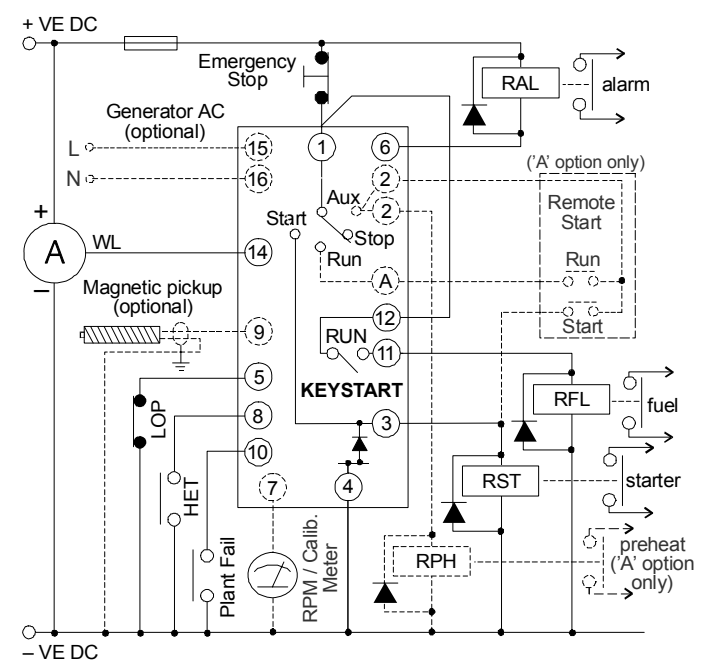 + VE DC
Emergency
Stop
RAL
alarm
Generator AC
(optional)
L
N
15
16
1
6
2
2
('A' option only)
Remote
Start
Run
Start
Aux
Start
Stop
Run
+
A
–
WL
14
A
Magnetic pickup
(optional)
9
12
RUN
11
KEYSTART
5
8
10
3
7
4
LOP
HET
Plant Fail
RPM / Calib.
Meter
RFL
fuel
RST
starter
RPH
preheat
('A' option
only)
– VE DC